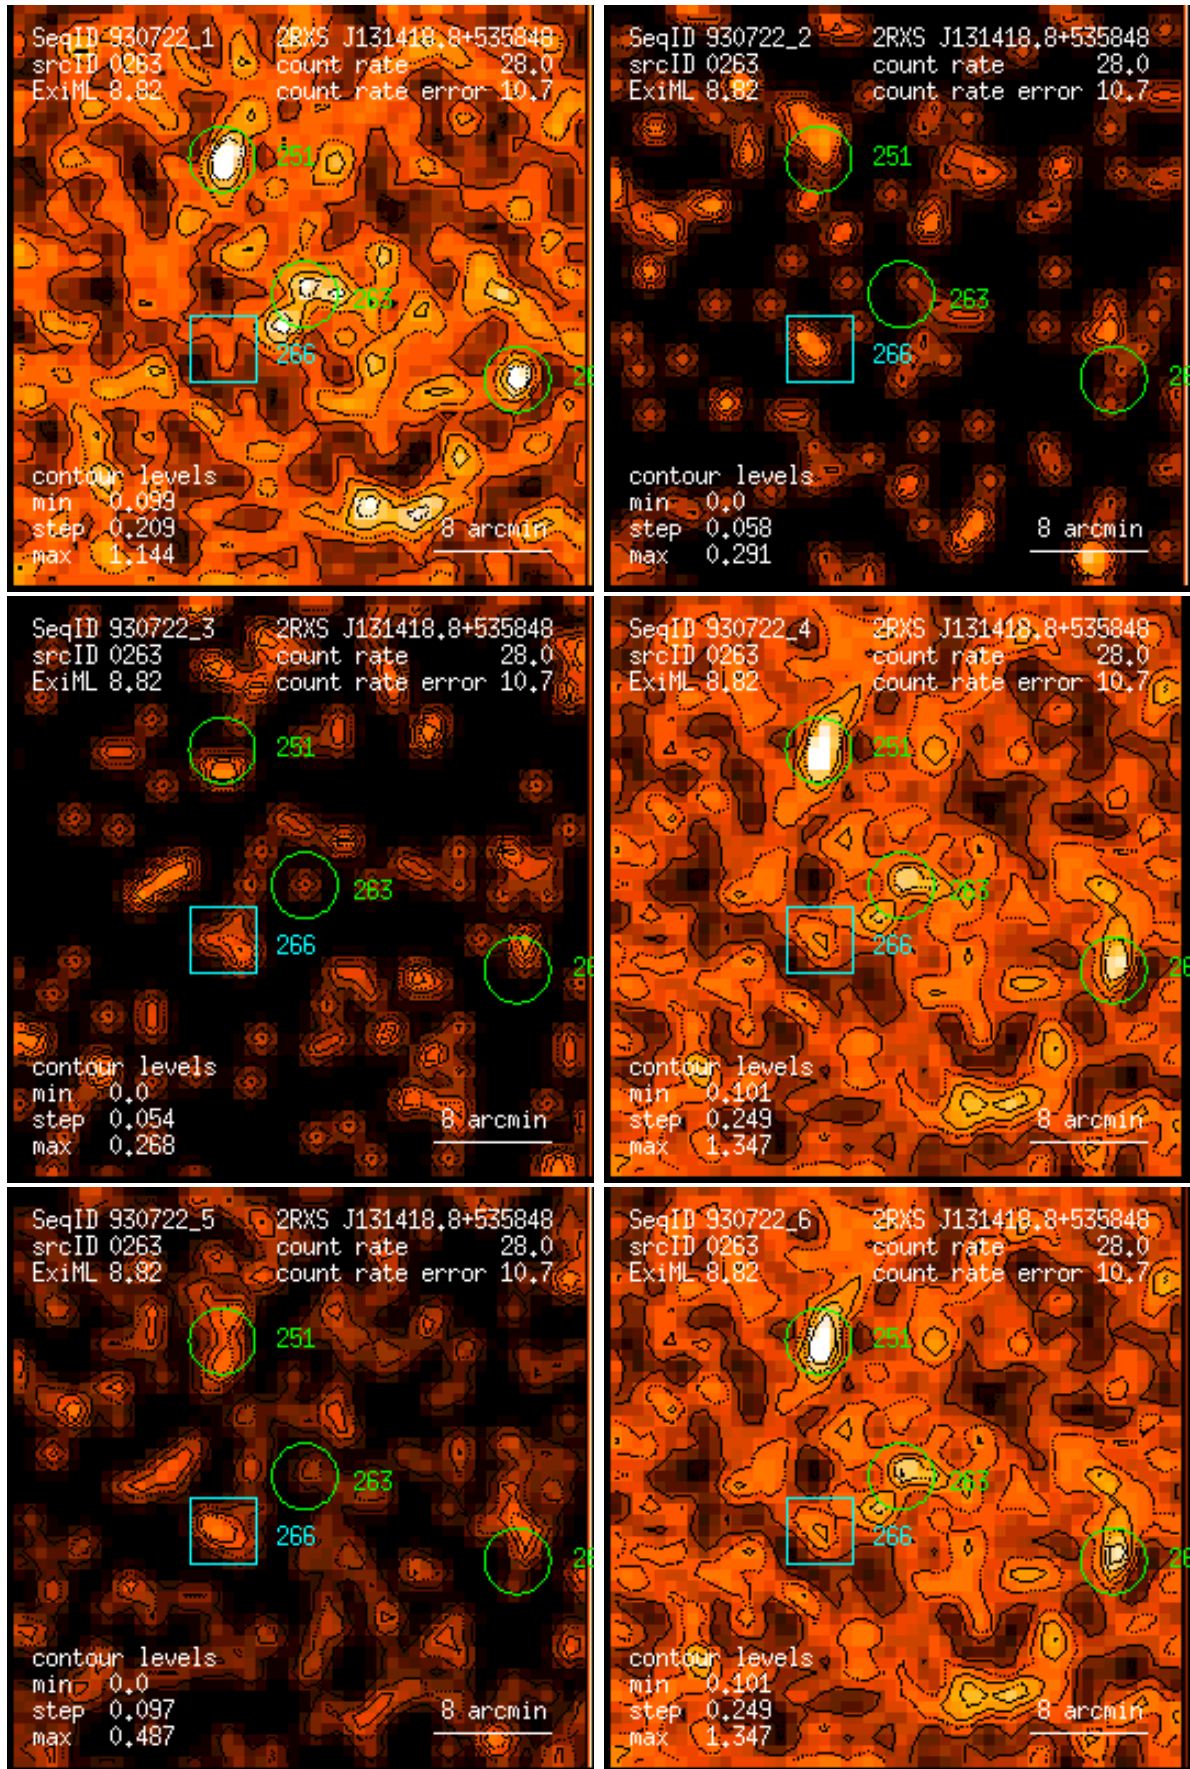 SeqID 930722_1 2RXS J131418.8+535848
srcID 0263 count rate 28.0
ExiML 8.82 count rate error 10.7
251
263
266
26
contour levels
min 0.099
step 0.209
max 1.144
8 arcmin
SeqID 930722_2 2RXS J131418.8+535848
srcID 0263 count rate 28.0
ExiML 8.82 count rate error 10.7
251
263
266
26
contour levels
min 0.0
step 0.058
max 0.291
8 arcmin
SeqID 930722_3 2RXS J131418.8+535848
srcID 0263 count rate 28.0
ExiML 8.82 count rate error 10.7
251
263
266
26
contour levels
min 0.0
step 0.054
max 0.268
8 arcmin
SeqID 930722_4 2RXS J131418.8+535848
srcID 0263 count rate 28.0
ExiML 8.82 count rate error 10.7
251
263
266
26
contour levels
min 0.101
step 0.249
max 1.347
8 arcmin
SeqID 930722_5 2RXS J131418.8+535848
srcID 0263 count rate 28.0
ExiML 8.82 count rate error 10.7
251
263
266
26
contour levels
min 0.0
step 0.097
max 0.487
8 arcmin
SeqID 930722_6 2RXS J131418.8+535848
srcID 0263 count rate 28.0
ExiML 8.82 count rate error 10.7
251
263
266
26
contour levels
min 0.101
step 0.249
max 1.347
8 arcmin